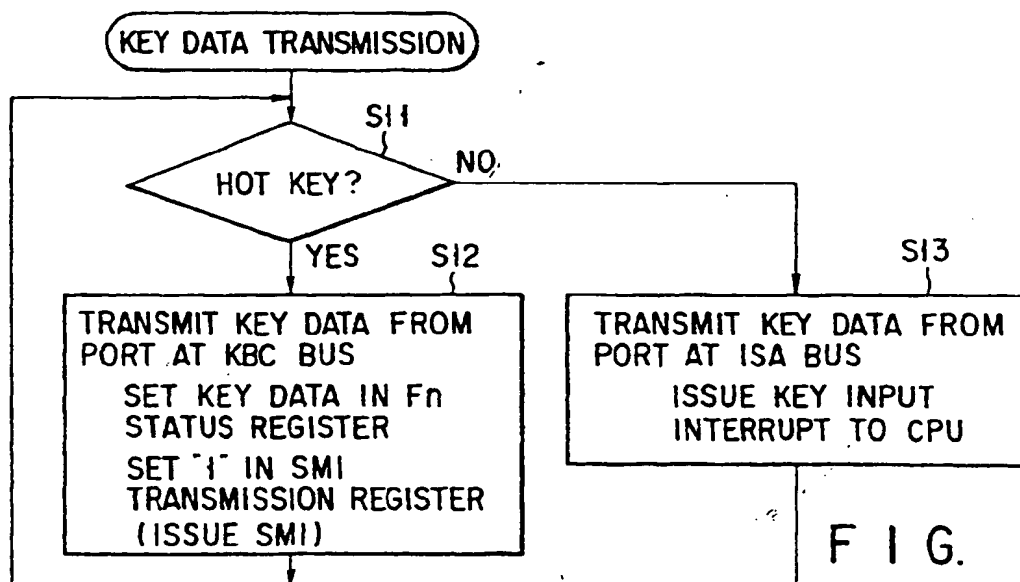 KEY DATA TRANSMISSION
S11
HOT KEY?
NO
YES
S12
TRANSMIT KEY DATA FROM
PORT AT KBC BUS
SET KEY DATA IN Fn
STATUS REGISTER
SET "1" IN SMI
TRANSMISSION REGISTER
(ISSUE SMI)
S13
TRANSMIT KEY DATA FROM
PORT AT ISA BUS
ISSUE KEY INPUT
INTERRUPT TO CPU
FIG.